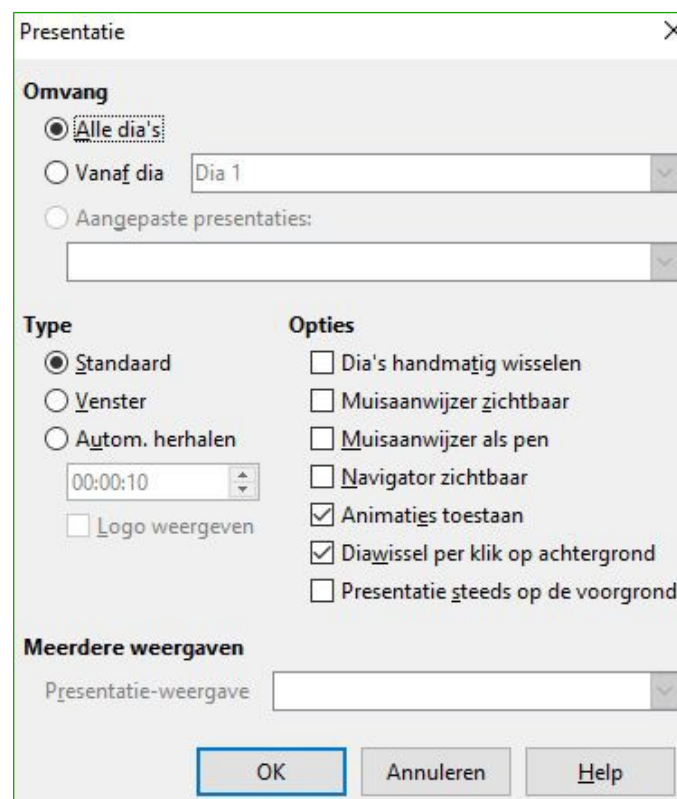 Presentatie
Omvang
Alle dia's
Vanaf dia Dia 1
Aangepaste presentaties:
Type
Standaard
Venster
Autom. herhalen
00:00:10
Logo weergeven
Opties
Dia's handmatig wisselen
Muisaanwijzer zichtbaar
Muisaanwijzer als pen
Navigator zichtbaar
Animaties toestaan
Diawissel per klik op achtergrond
Presentatie steeds op de voorgrond
Meerdere weergaven
Presentatie-weergave
OK Annuleren Help